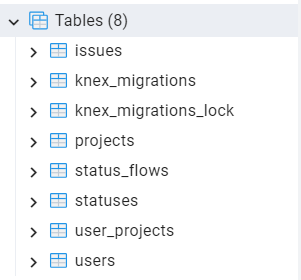 Tables (8)
issues
knex_migrations
knex_migrations_lock
projects
status_flows
statuses
user_projects
users